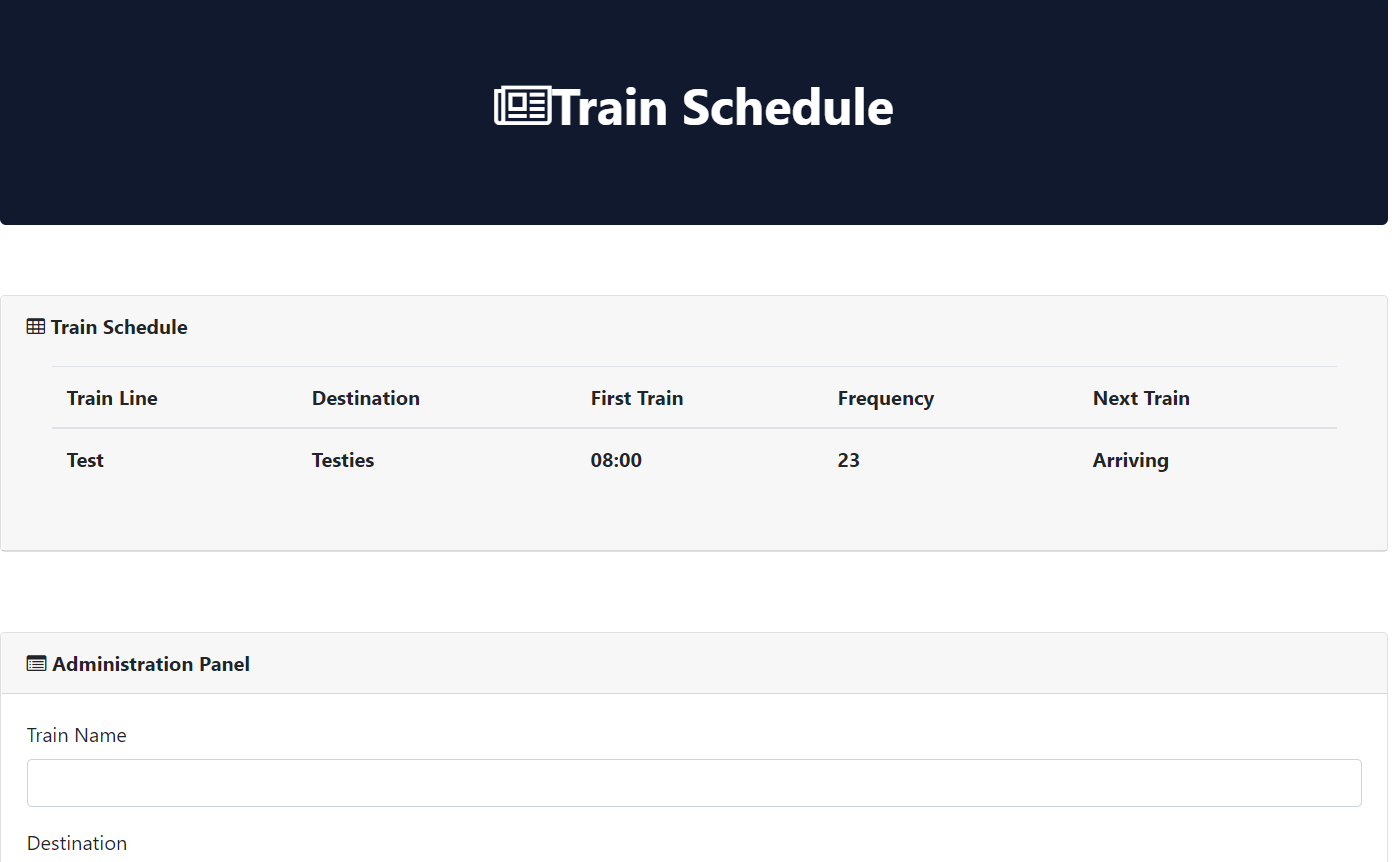 Train Schedule
Train Schedule
Train Line Destination First Train Frequency Next Train
Test Testies 08:00 23 Arriving
Administration Panel
Train Name
Destination